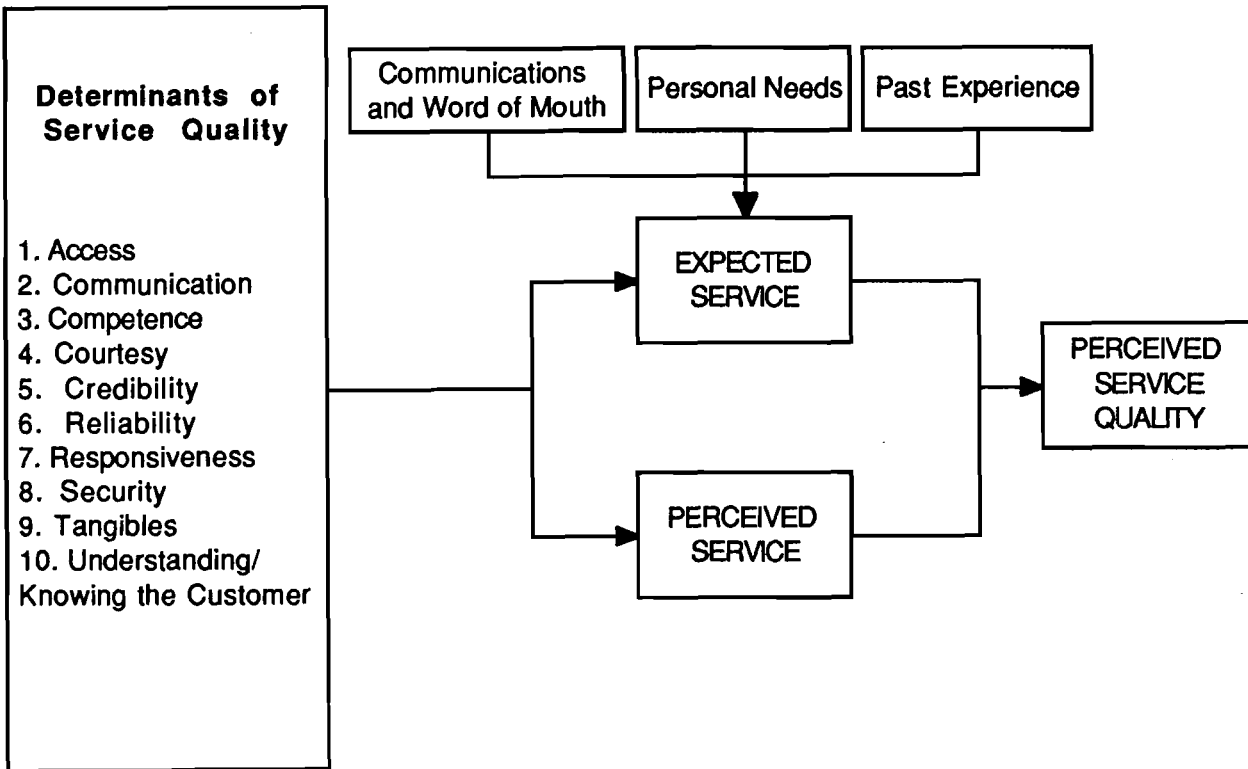 Determinants of
Service Quality
1. Access
2. Communication
3. Competence
4. Courtesy
5. Credibility
6. Reliability
7. Responsiveness
8. Security
9. Tangibles
10. Understanding/
Knowing the Customer
Communications
and Word of Mouth
Personal Needs
Past Experience
EXPECTED
SERVICE
PERCEIVED
SERVICE
PERCEIVED
SERVICE
QUALITY